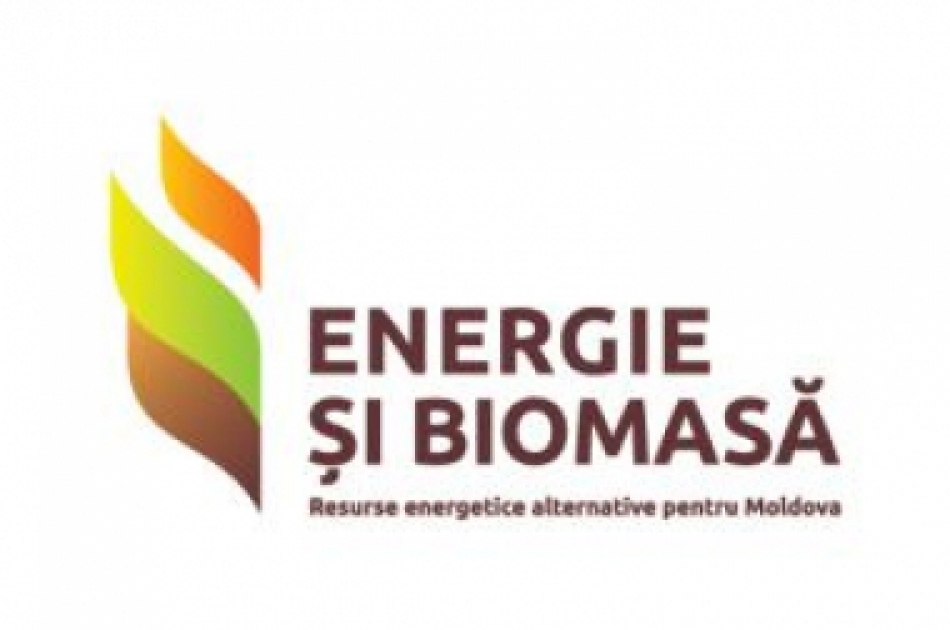 ENERGIE
ȘI BIOMASĂ
Resurse energetice alternative pentru Moldova